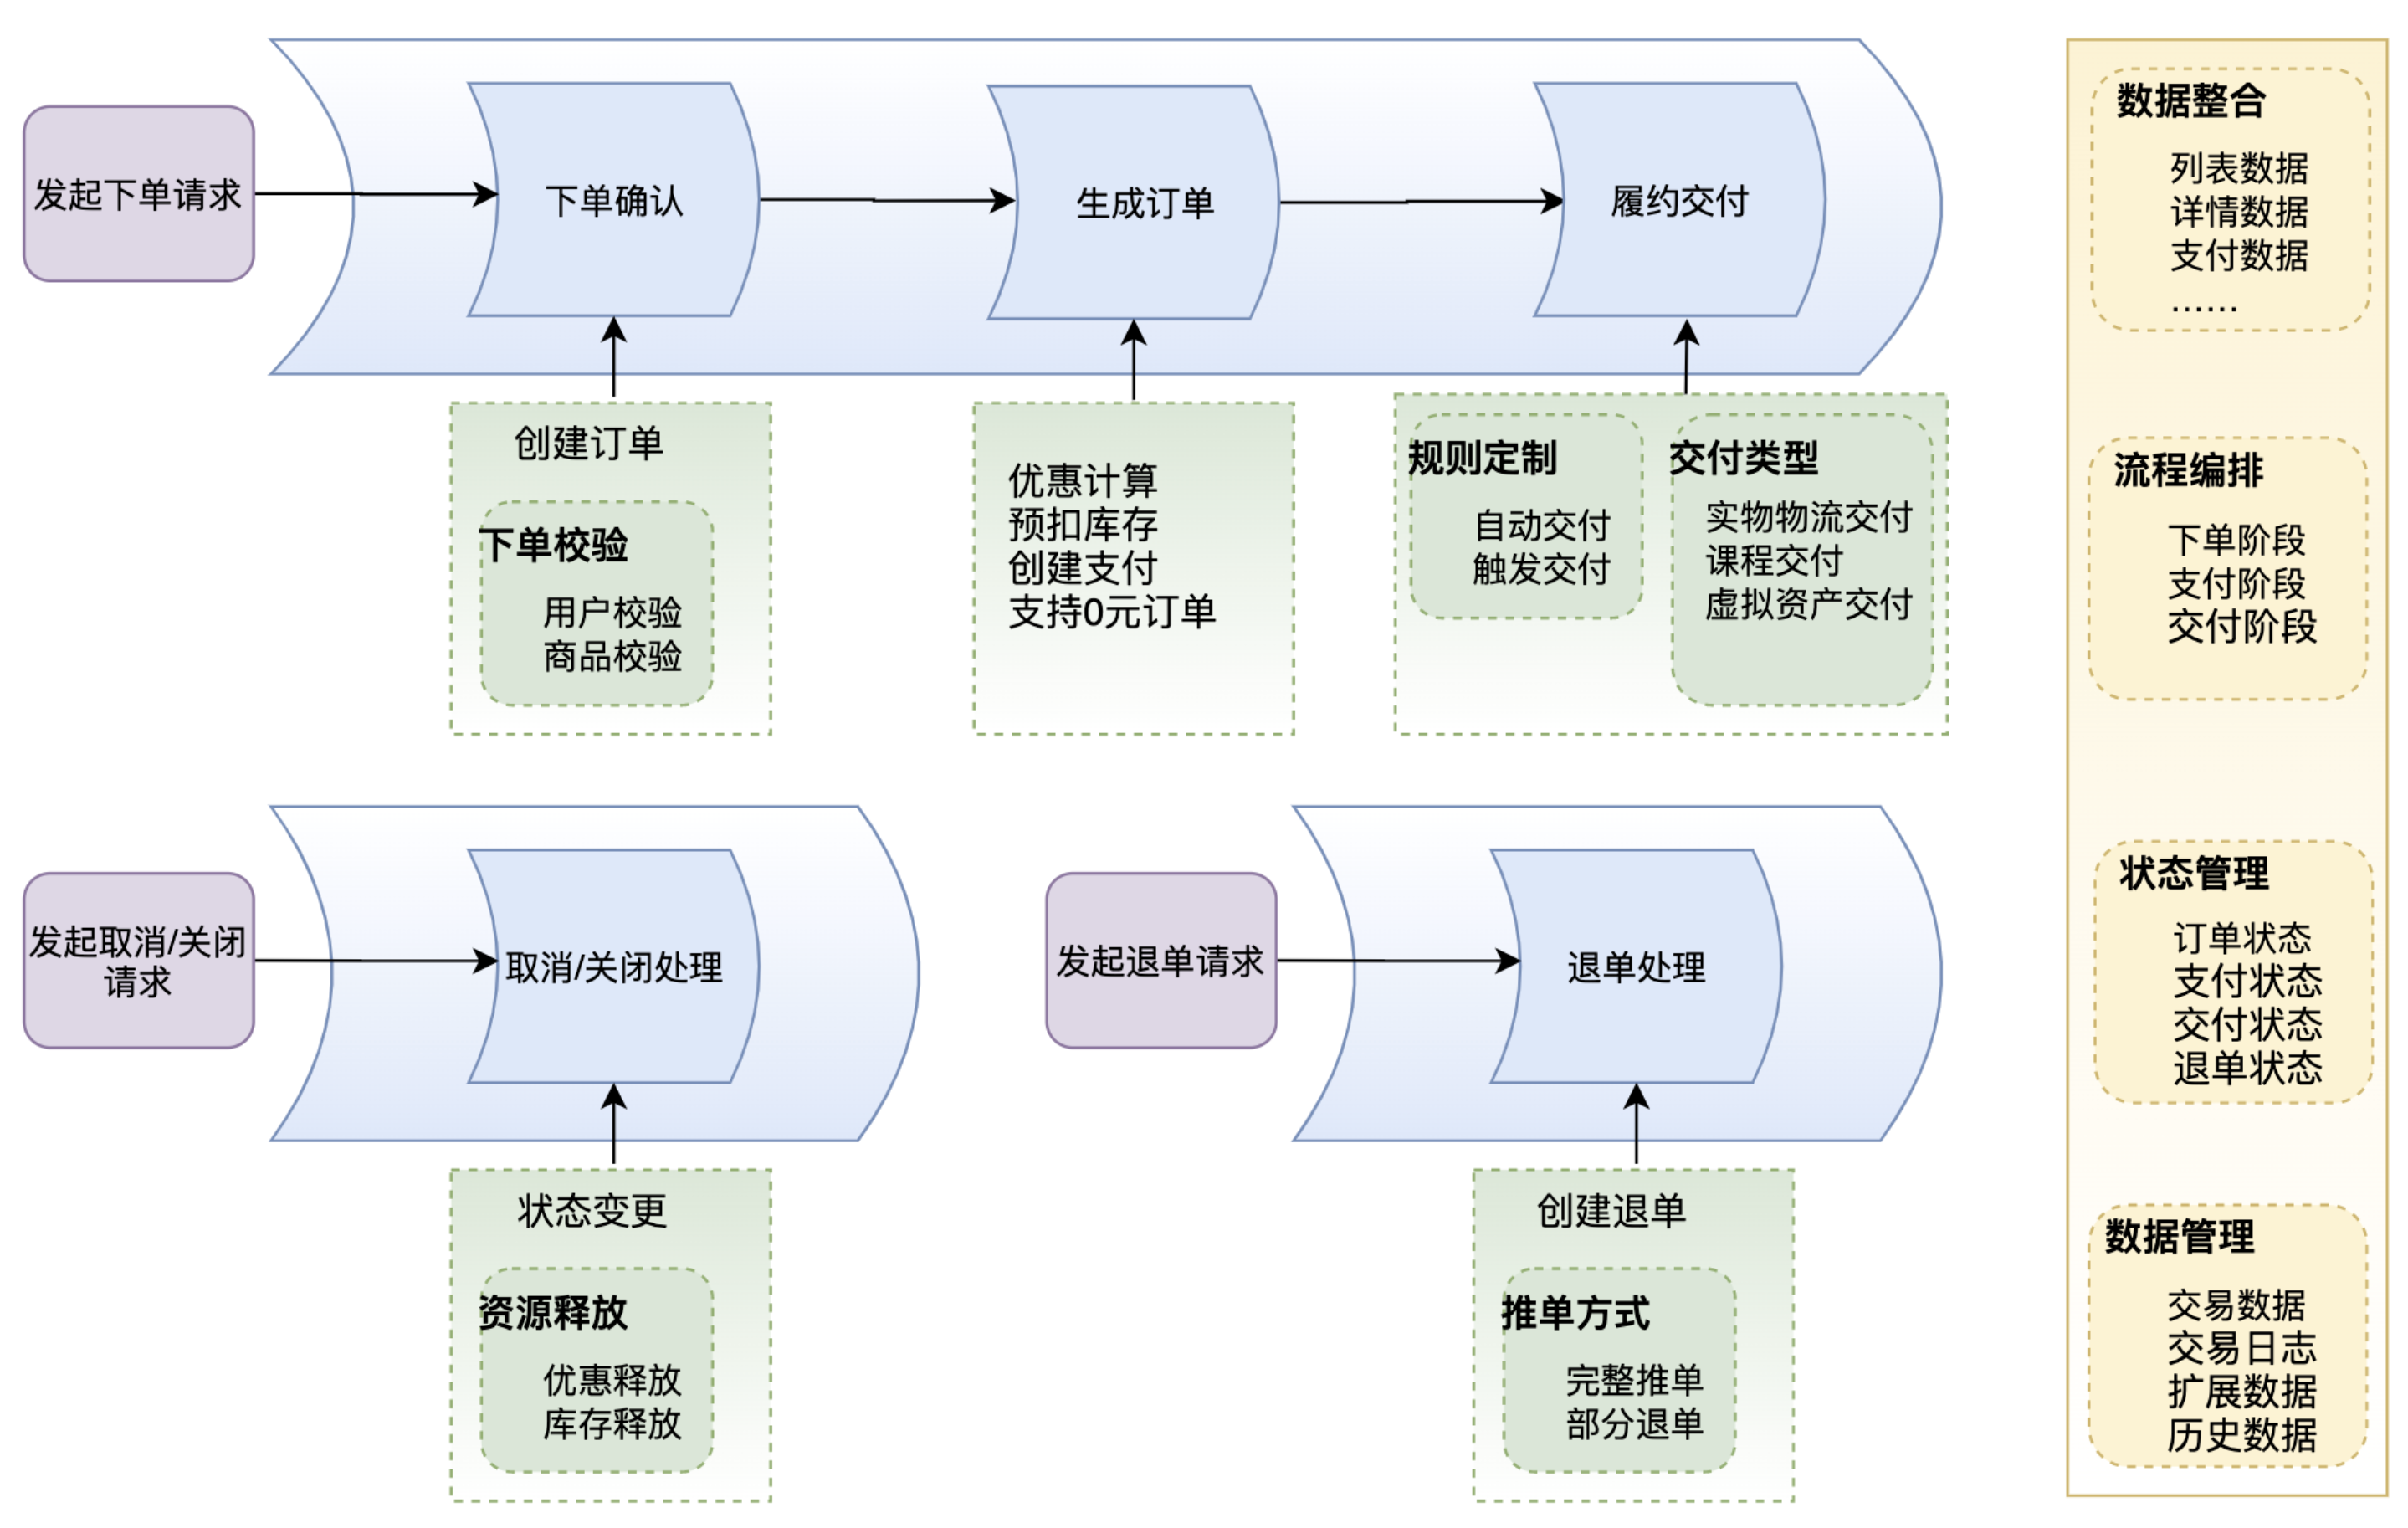 发起下单请求
下单确认
生成订单
履约交付
创建订单
下单校验
用户校验
商品校验
优惠计算
预扣库存
创建支付
支持0元订单
规则定制
自动交付
触发交付
交付类型
实物物流交付
课程交付
虚拟资产交付
发起取消/关闭
请求
取消/关闭处理
状态变更
资源释放
优惠释放
库存释放
发起退单请求
退单处理
创建退单
推单方式
完整推单
部分退单
数据整合
列表数据
详情数据
支付数据
......
流程编排
下单阶段
支付阶段
交付阶段
状态管理
订单状态
支付状态
交付状态
退单状态
数据管理
交易数据
交易日志
扩展数据
历史数据